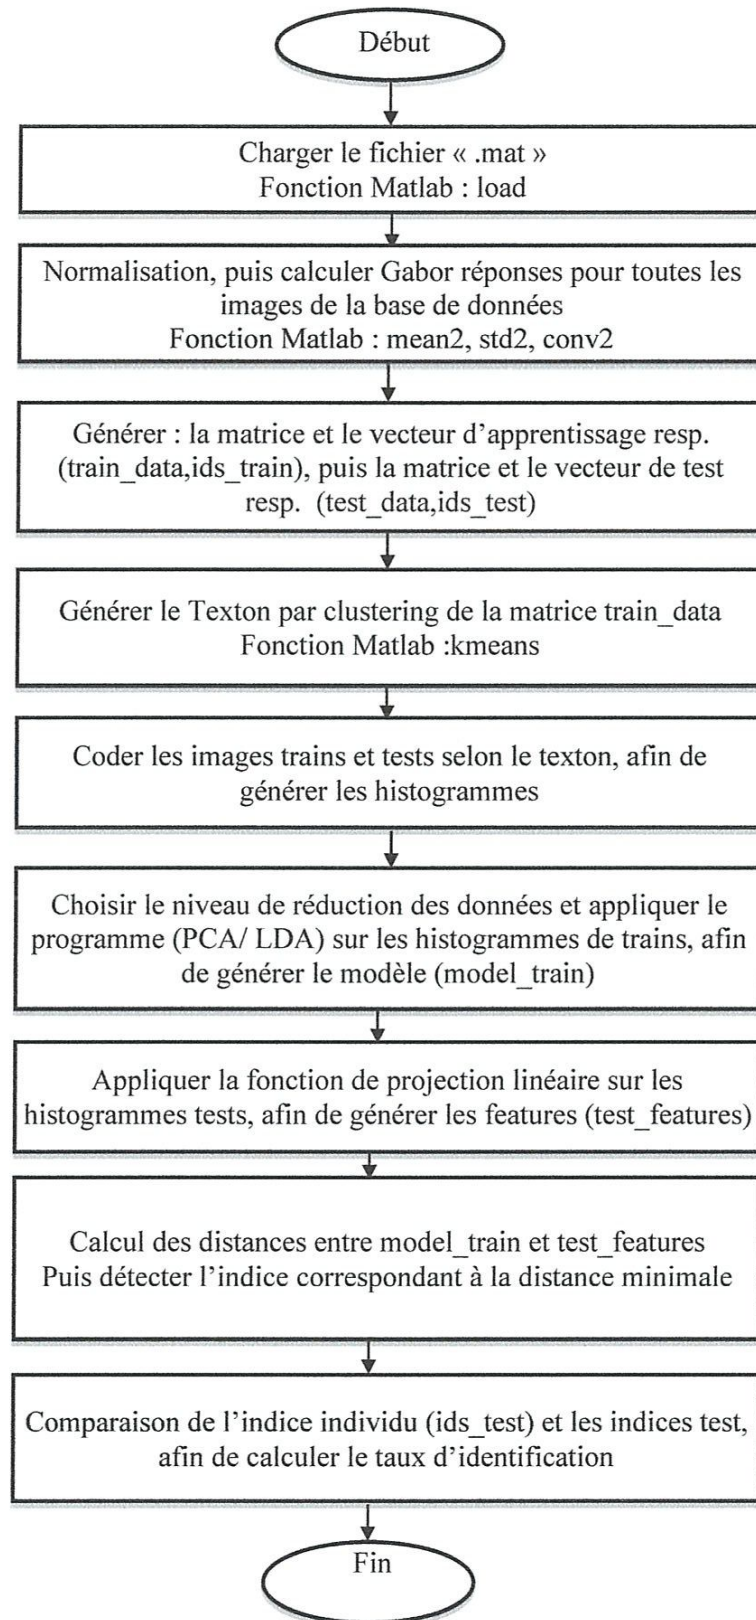 Début
Charger le fichier « .mat »
Fonction Matlab : load
Normalisation, puis calculer Gabor réponses pour toutes les
images de la base de données
Fonction Matlab : mean2, std2, conv2
Générer : la matrice et le vecteur d’apprentissage resp.
(train_data,ids_train), puis la matrice et le vecteur de test
resp. (test_data,ids_test)
Générer le Texton par clustering de la matrice train_data
Fonction Matlab :kmeans
Coder les images trains et tests selon le texton, afin de
générer les histogrammes
Choisir le niveau de réduction des données et appliquer le
programme (PCA/ LDA) sur les histogrammes de trains, afin
de générer le modèle (model_train)
Appliquer la fonction de projection linéaire sur les
histogrammes tests, afin de générer les features (test_features)
Calcul des distances entre model_train et test_features
Puis détecter l’indice correspondant à la distance minimale
Comparaison de l’indice individu (ids_test) et les indices test,
afin de calculer le taux d’identification
Fin